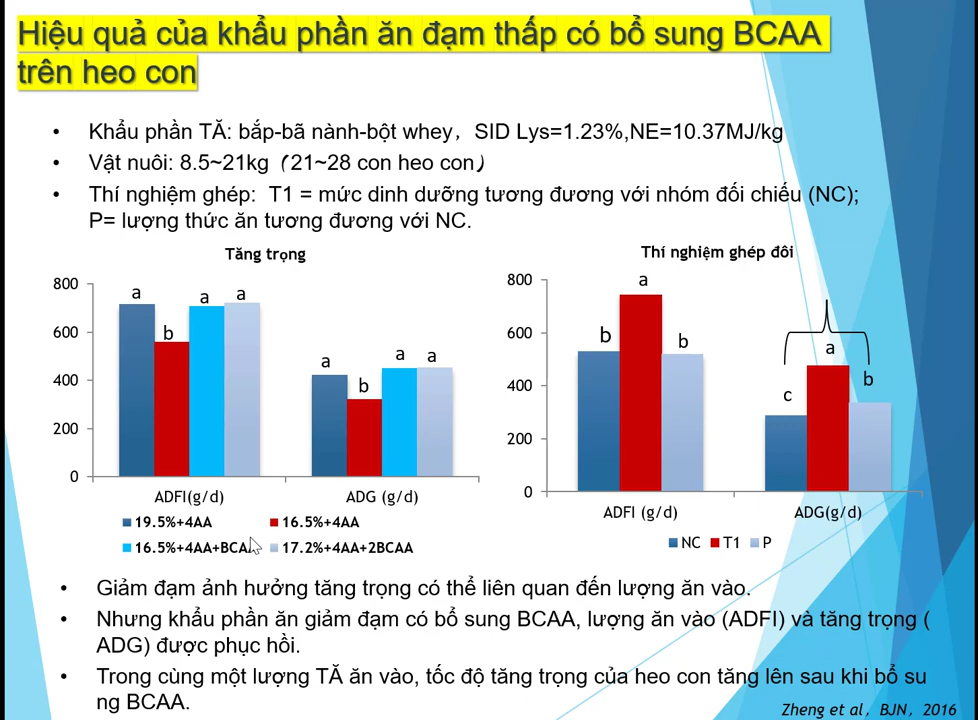 Hiệu quả của khẩu phần ăn đạm thấp có bổ sung BCAA
trên heo con
• Khẩu phần TĂ: bắp-bã nành-bột whey，SID Lys=1.23%,NE=10.37MJ/kg
• Vật nuôi: 8.5~21kg（21~28 con heo con）
• Thí nghiệm ghép: T1 = mức dinh dưỡng tương đương với nhóm đối chiếu (NC);
P= lượng thức ăn tương đương với NC.
Tăng trọng
800
600
400
200
0
a
b
a
a
a
b
a
a
ADFI(g/d)
ADG (g/d)
19.5%+4AA
16.5%+4AA
16.5%+4AA+BCAA
17.2%+4AA+2BCAA
Thí nghiệm ghép đôi
800
600
400
200
0
b
a
b
c
a
b
ADFI (g/d)
ADG(g/d)
NC T1 P
• Giảm đạm ảnh hưởng tăng trọng có thể liên quan đến lượng ăn vào.
• Nhưng khẩu phần ăn giảm đạm có bổ sung BCAA, lượng ăn vào (ADFI) và tăng trọng (
ADG) được phục hồi.
• Trong cùng một lượng TĂ ăn vào, tốc độ tăng trọng của heo con tăng lên sau khi bổ su
ng BCAA.
Zheng et al，BJN，2016